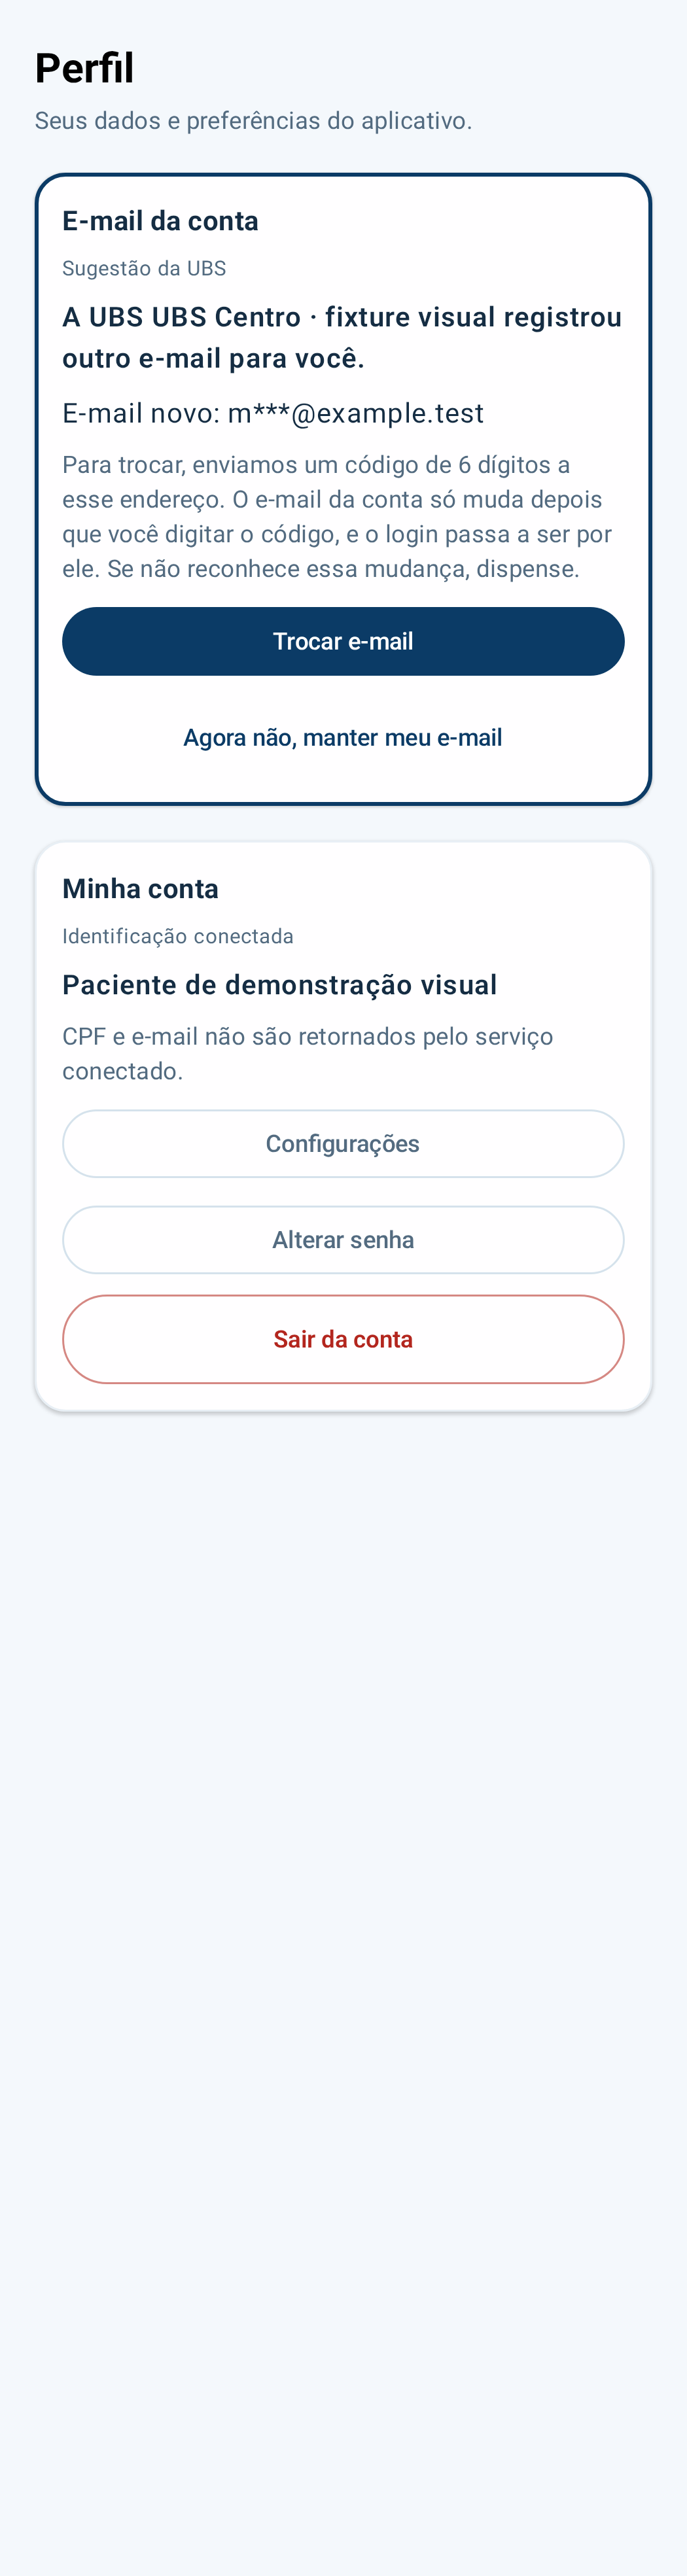 Perfil
Seus dados e preferências do aplicativo.
E-mail da conta
Sugestão da UBS
A UBS UBS Centro · fixture visual registrou
outro e-mail para você.
E-mail novo: m***@example.test
Para trocar, enviamos um código de 6 dígitos a
esse endereço. O e-mail da conta só muda depois
que você digitar o código, e o login passa a ser por
ele. Se não reconhece essa mudança, dispense.
Trocar e-mail
Agora não, manter meu e-mail
Minha conta
Identificação conectada
Paciente de demonstração visual
CPF e e-mail não são retornados pelo serviço
conectado.
Configurações
Alterar senha
Sair da conta